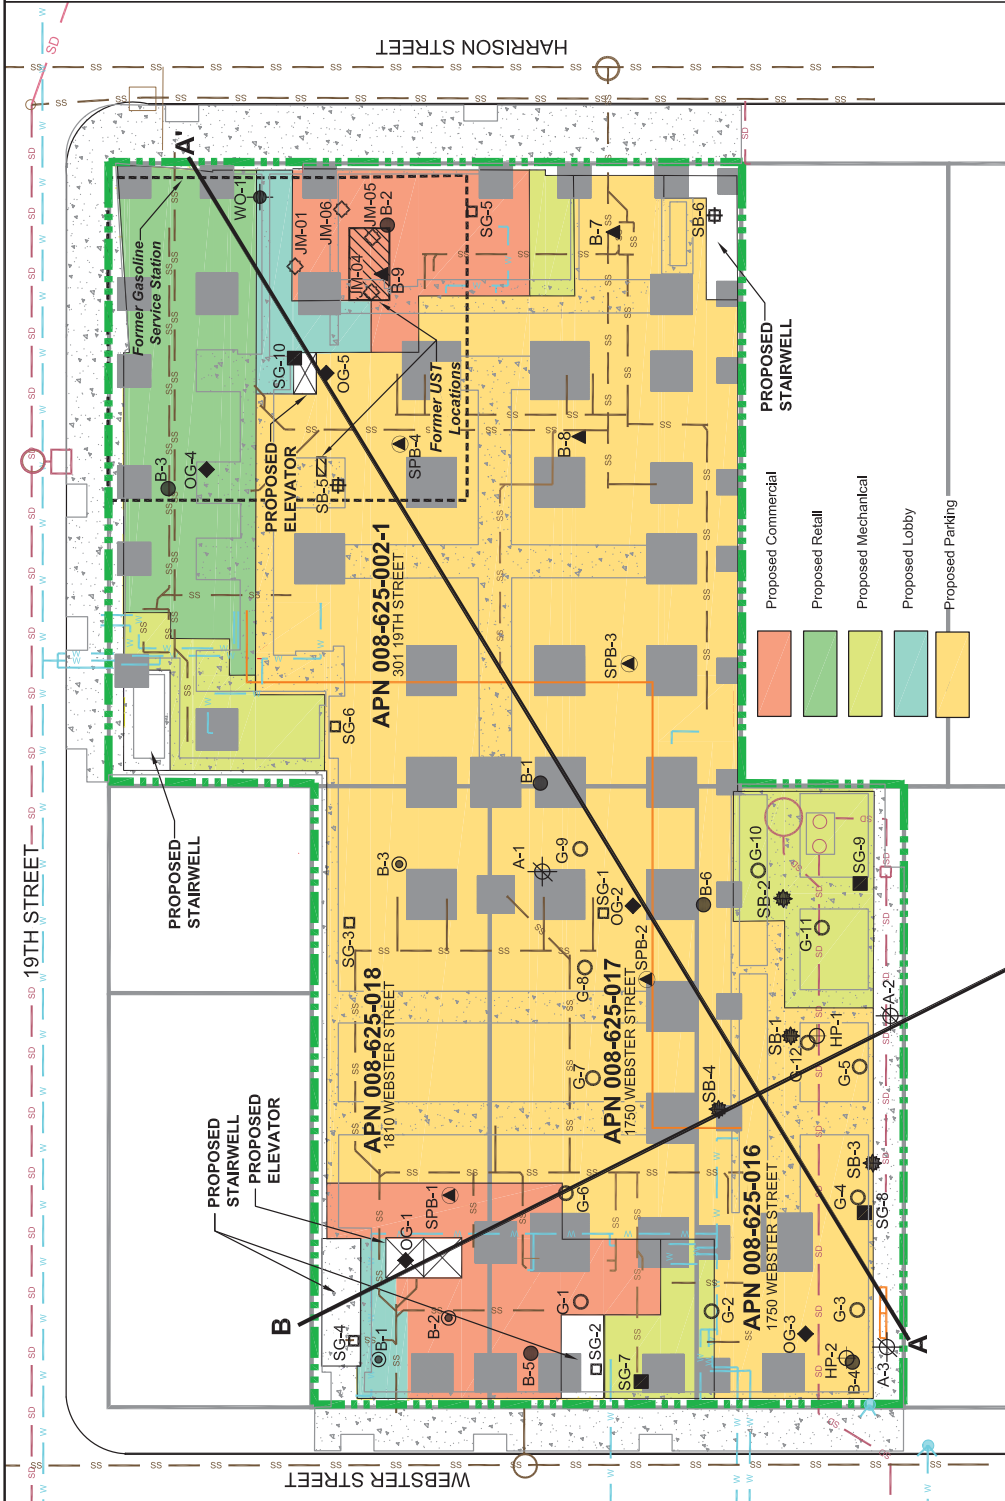 HARRISON STREET
19TH STREET
WEBSTER STREET
A'
Former Gasoline
Service Station
WO-1
JM-01
JM-06
JM-05
B-2
JM-04
B-9
SG-5
B-7
SB-6
PROPOSED
STAIRWELL
SG-10
OG-5
Former UST
Locations
B-3
OG-4
PROPOSED
ELEVATOR
SB-5
SPB-4
B-8
APN 008-625-002-1
301 19TH STREET
SPB-3
SG-6
Proposed Commercial
Proposed Retail
Proposed Mechanical
Proposed Lobby
Proposed Parking
PROPOSED
STAIRWELL
B-1
B-3
A-1
G-9
SG-3
SG-1
OG-2
B-6
G-10
SB-2
SG-9
G-11
SPB-2
G-8
APN 008-625-018
1810 WEBSTER STREET
APN 008-625-017
1750 WEBSTER STREET
G-7
SB-4
SB-1
G-12
HP-1
A-2
G-5
PROPOSED
STAIRWELL
PROPOSED
ELEVATOR
SPB-1
OG-1
G-6
APN 008-625-016
1750 WEBSTER STREET
SB-3
G-4
SG-8
B
SG-4
B-1
B-2
G-1
B-5
SG-2
SG-7
G-2
OG-3
G-3
HP-2
B-4
A-3
A
SS
SD
W